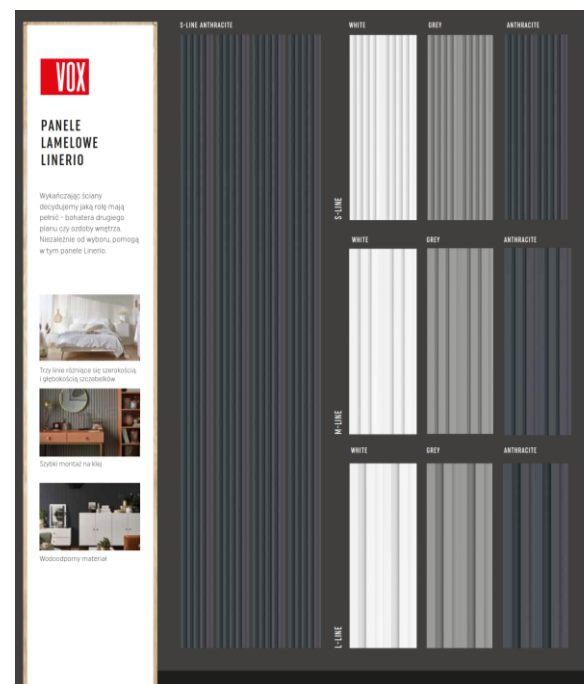 VOX
PANELE
LAMELOWE
LINERIO
Wykańczając ściany
decydujemy jaką rolę mają
pełnić - bohatera drugiego
planu czy ozdoby wnętrza.
Niezależnie od wyboru, pomogą
w tym panele Linerio.
Trzy linie różniące się szerokością
i głębokością szczebelków
Szybki montaż na klej
Wodoodporny materiał
S-LINE ANTHRACITE
WHITE
GREY
ANTHRACITE
S-LINE
WHITE
GREY
ANTHRACITE
M-LINE
WHITE
GREY
ANTHRACITE
L-LINE